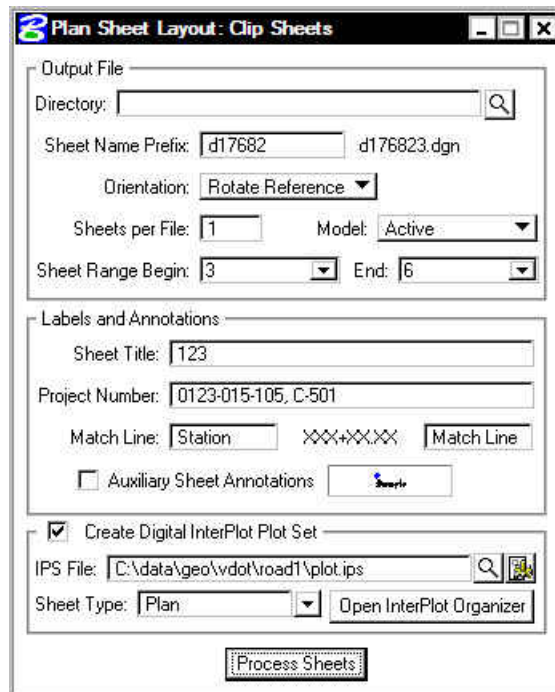 Plan Sheet Layout: Clip Sheets
Output File
Directory:
Sheet Name Prefix: d17682 d176823.dgn
Orientation: Rotate Reference
Sheets per File: 1 Model: Active
Sheet Range Begin: 3 End: 6
Labels and Annotations
Sheet Title: 123
Project Number: 0123-015-105, C-501
Match Line: Station XXX+XX.XX Match Line
Auxiliary Sheet Annotations Sample
Create Digital InterPlot Plot Set
IPS File: C:\data\geo\vdot\road1\plot.ips
Sheet Type: Plan Open InterPlot Organizer
Process Sheets